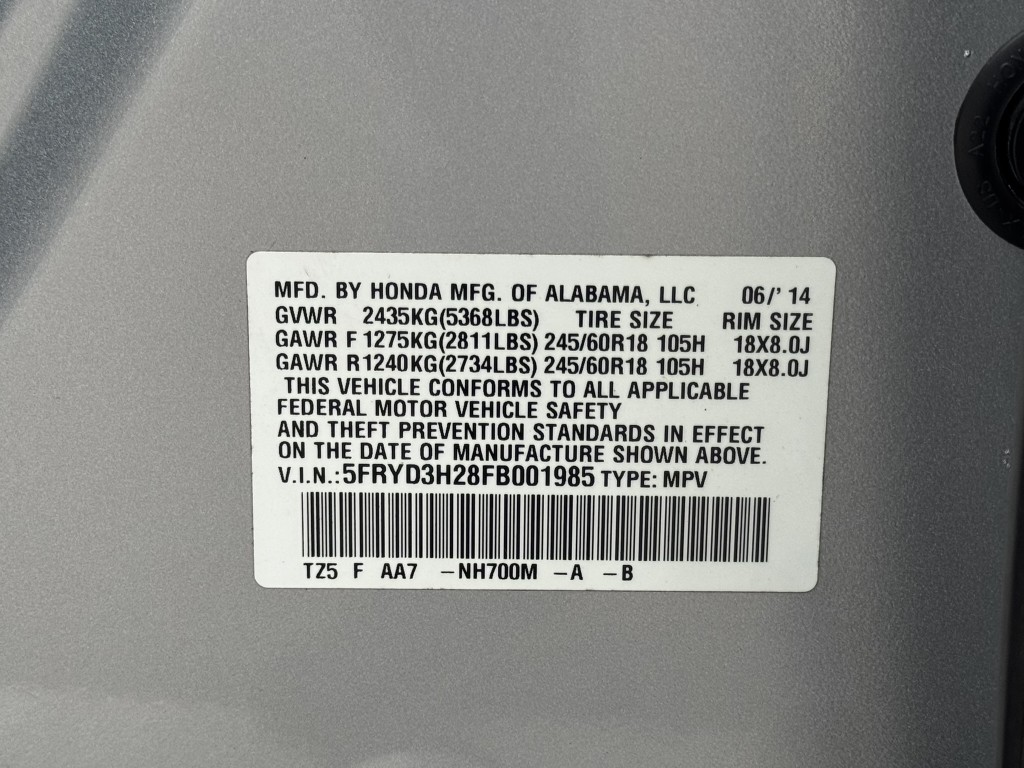 MFD. BY HONDA MFG. OF ALABAMA, LLC 06/' 14
GVWR 2435KG(5368LBS) TIRE SIZE RIM SIZE
GAWR F 1275KG(2811LBS) 245/60R18 105H 18X8.0J
GAWR R1240KG(2734LBS) 245/60R18 105H 18X8.0J
THIS VEHICLE CONFORMS TO ALL APPLICABLE
FEDERAL MOTOR VEHICLE SAFETY
AND THEFT PREVENTION STANDARDS IN EFFECT
ON THE DATE OF MANUFACTURE SHOWN ABOVE.
V.I.N.:5FRYD3H28FB001985 TYPE: MPV
TZ5 F AA7 -NH700M -A -B